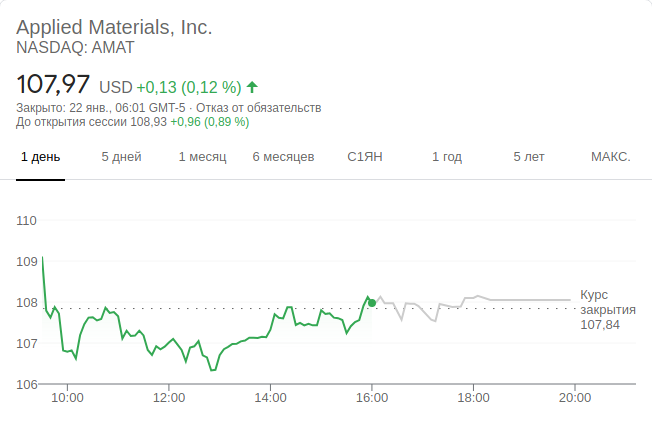 Applied Materials, Inc.
NASDAQ: AMAT
107,97 USD +0,13 (0,12 %)
Закрыто: 22 янв., 06:01 GMT-5 · Отказ от обязательств
До открытия сессии 108,93 +0,96 (0,89 %)
1 день 5 дней 1 месяц 6 месяцев С1ЯН 1 год 5 лет МАКС.
110
109
108
107
106
Курс
закрытия
107,84
10:00 12:00 14:00 16:00 18:00 20:00